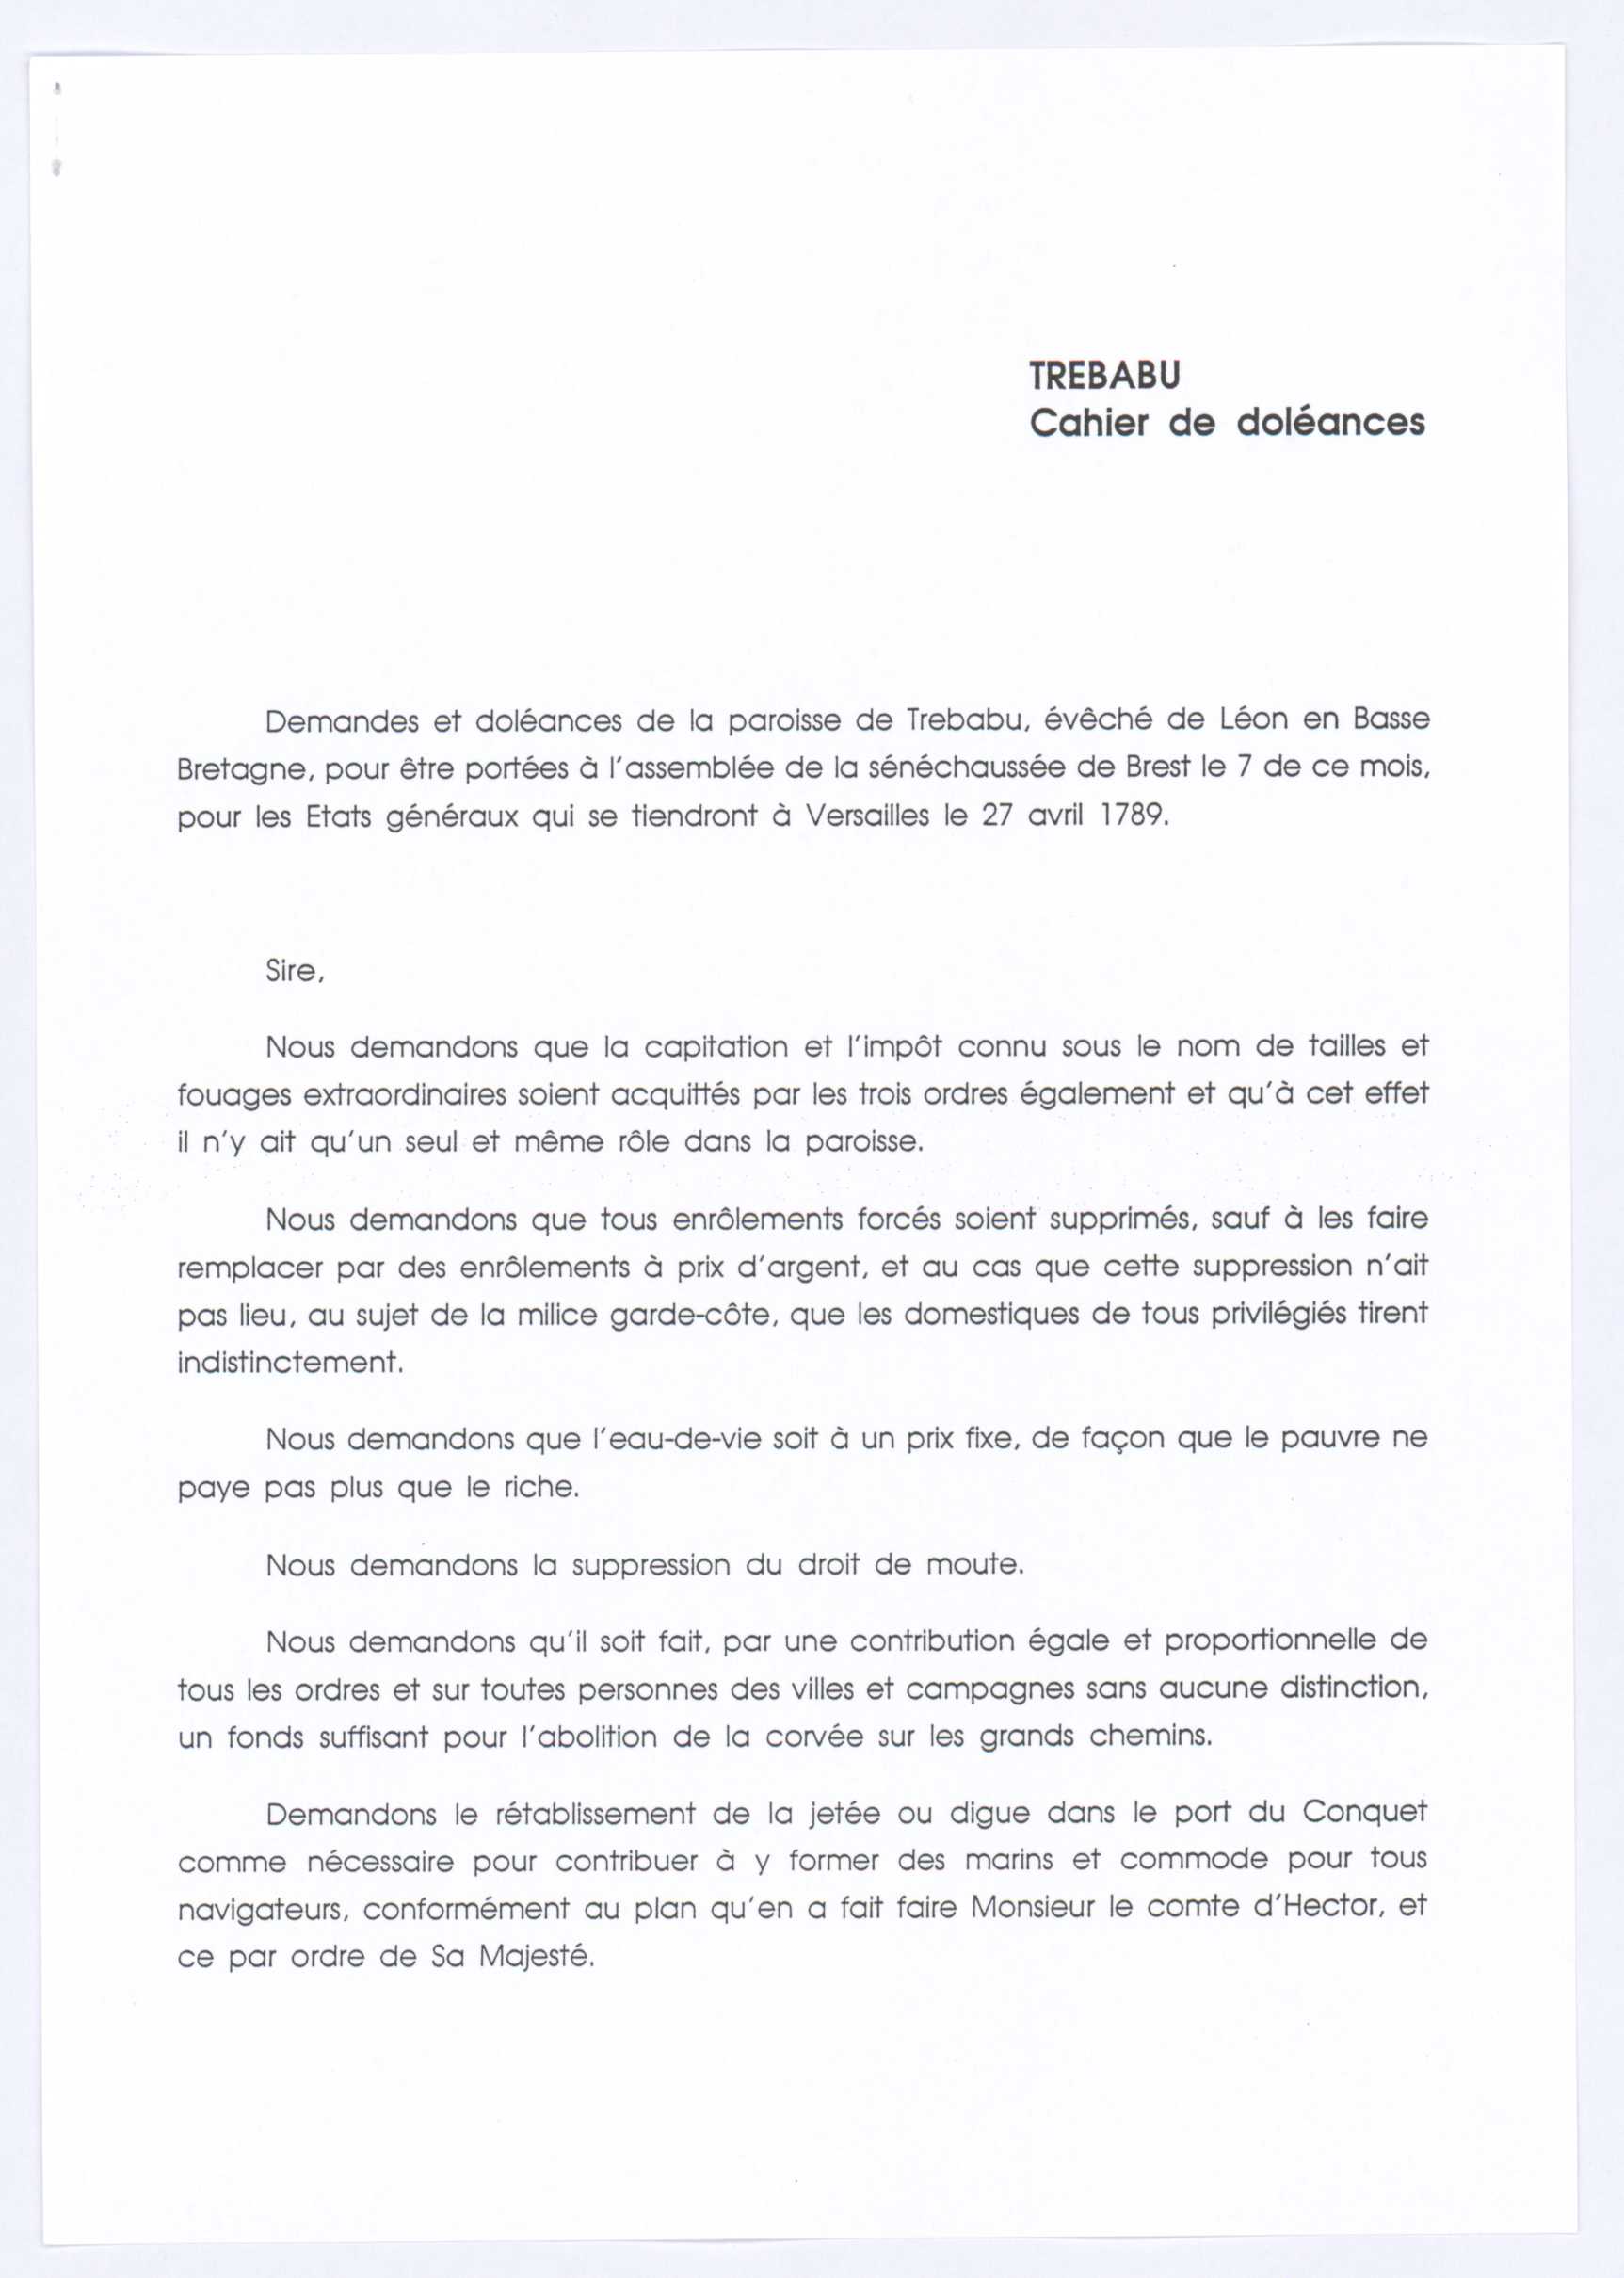 TREBABU
Cahier de doléances
Demandes et doléances de la paroisse de Trebabu, évêché de Léon en Basse
Bretagne, pour être portées à l'assemblée de la sénéchaussée de Brest le 7 de ce mois,
pour les Etats généraux qui se tiendront à Versailles le 27 avril 1789.
Sire,
Nous demandons que la capitation et l'impôt connu sous le nom de tailles et
fouages extraordinaires soient acquittés par les trois ordres également et qu'à cet effet
il n'y ait qu'un seul et même rôle dans la paroisse.
Nous demandons que tous enrôlements forcés soient supprimés, sauf à les faire
remplacer par des enrôlements à prix d'argent, et au cas que cette suppression n'ait
pas lieu, au sujet de la milice garde-côte, que les domestiques de tous privilégiés tirent
indistinctement.
Nous demandons que l'eau-de-vie soit à un prix fixe, de façon que le pauvre ne
paye pas plus que le riche.
Nous demandons la suppression du droit de moute.
Nous demandons qu'il soit fait, par une contribution égale et proportionnelle de
tous les ordres et sur toutes personnes des villes et campagnes sans aucune distinction,
un fonds suffisant pour l'abolition de la corvée sur les grands chemins.
Demandons le rétablissement de la jetée ou digue dans le port du Conquet
comme nécessaire pour contribuer à y former des marins et commode pour tous
navigateurs, conformément au plan qu'en a fait faire Monsieur le comte d'Hector, et
ce par ordre de Sa Majesté.